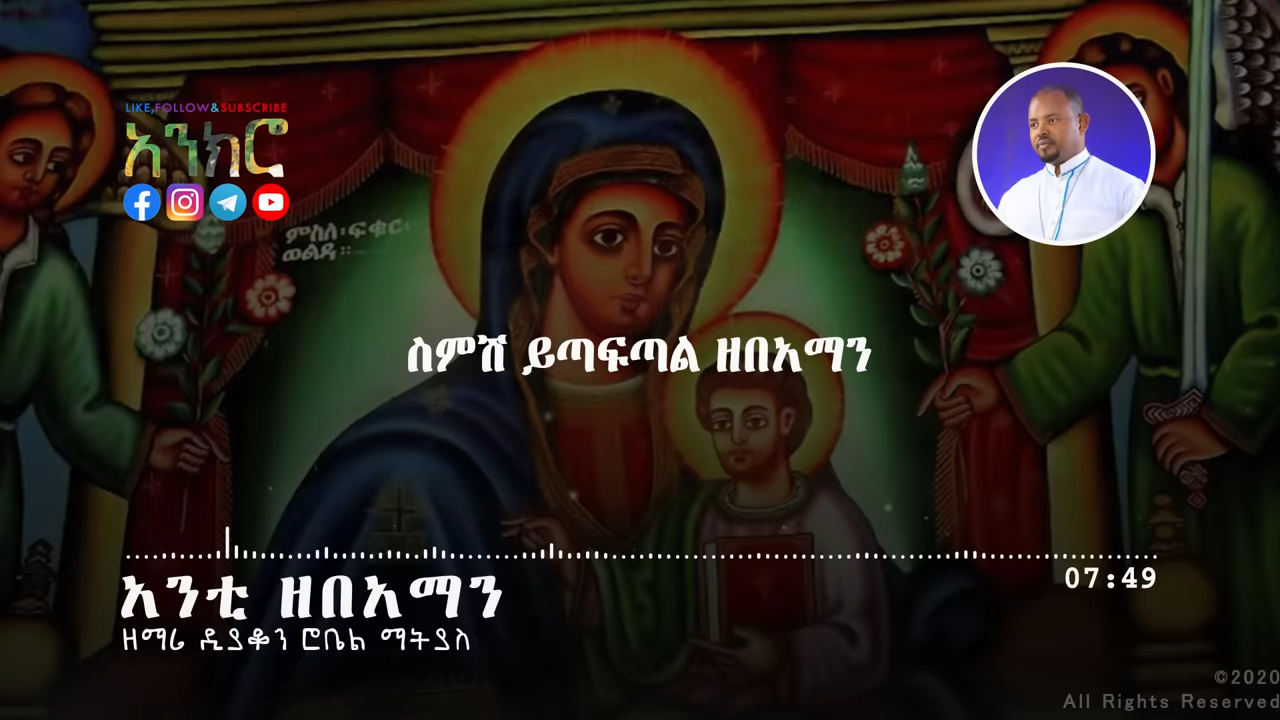 LIKE,FOLLOW&SUBSCRIBE
አንክሮ
ምስለ፡ፍቁር፡
ወልዳ ፡፡
ስምሽ ይጣፍጣል ዘበአማን
07:49
አንቲ ዘበአማን
ዘማሪ ዲያቆን ሮቤል ማትያስ
©2020
All Rights Reserved